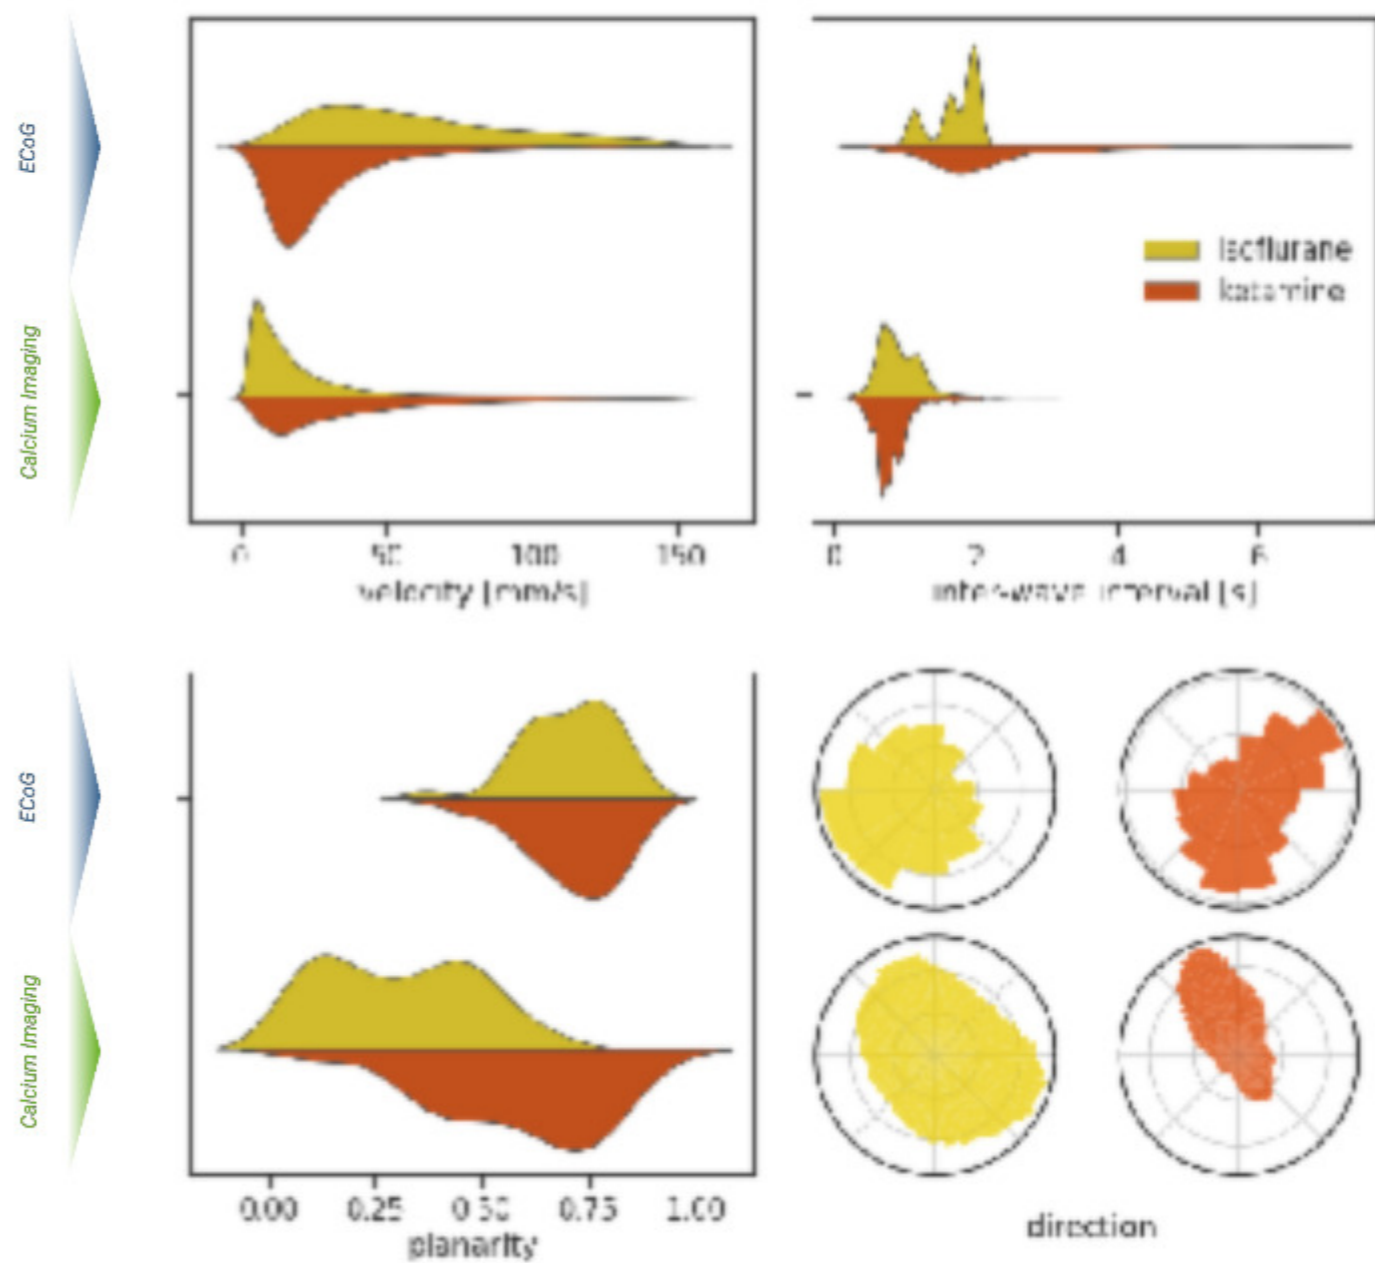 ECoG
Calcium Imaging
isoflurane
ketamine
0 50 100 150
velocity [mm/s]
0 2 4 6
inter-wave interval [s]
ECoG
Calcium Imaging
0.00 0.25 0.50 0.75 1.00
planarity
direction